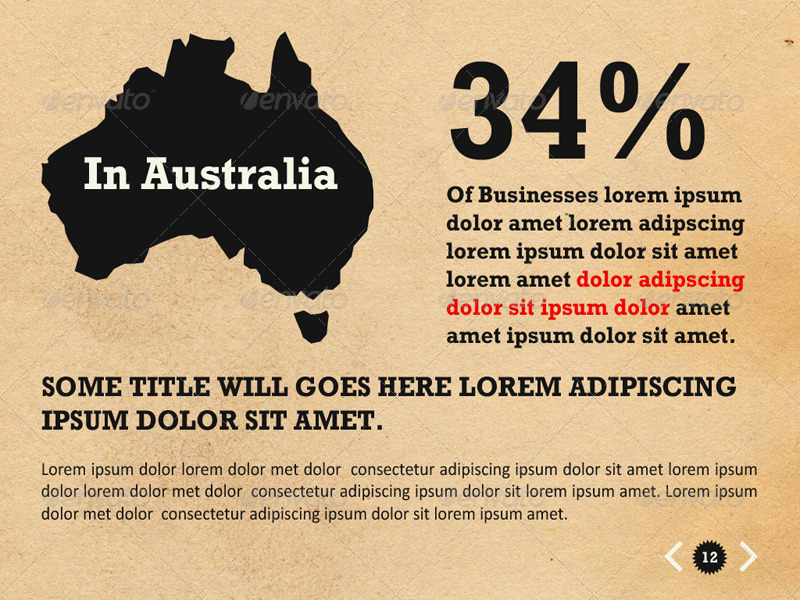 In Australia
34%
Of Businesses lorem ipsum
dolor amet lorem adipscing
lorem ipsum dolor sit amet
lorem amet dolor adipscing
dolor sit ipsum dolor amet
amet ipsum dolor sit amet.
SOME TITLE WILL GOES HERE LOREM ADIPISCING
IPSUM DOLOR SIT AMET.
Lorem ipsum dolor lorem dolor met dolor  consectetur adipiscing ipsum dolor sit amet lorem ipsum
dolor lorem dolor met dolor  consectetur adipiscing ipsum dolor sit lorem ipsum amet. Lorem ipsum
dolor met dolor  consectetur adipiscing ipsum dolor sit lorem ipsum amet.
12
envato